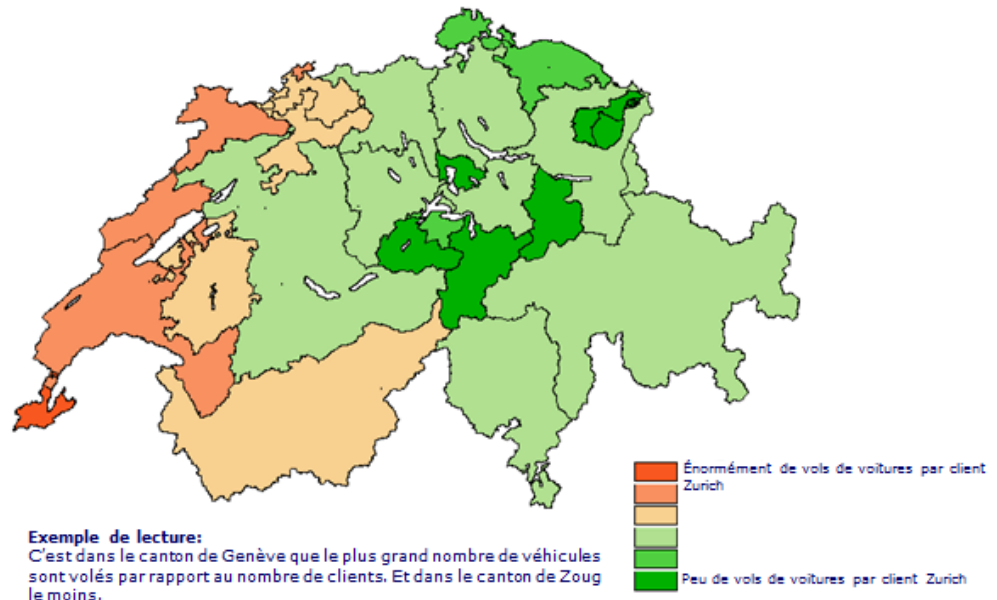 Énormément de vols de voitures par client
Zurich
Peu de vols de voitures par client Zurich
Exemple de lecture:
C'est dans le canton de Genève que le plus grand nombre de véhicules
sont volés par rapport au nombre de clients. Et dans le canton de Zoug
le moins.